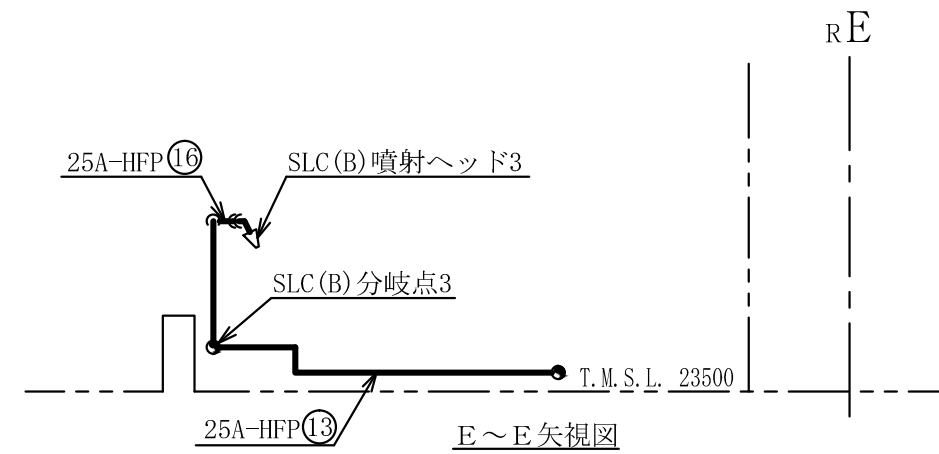 RE
25A-HFP⑯
SLC(B)噴射ヘッド3
SLC(B)分岐点3
T.M.S.L. 23500
25A-HFP⑬
E～E矢視図